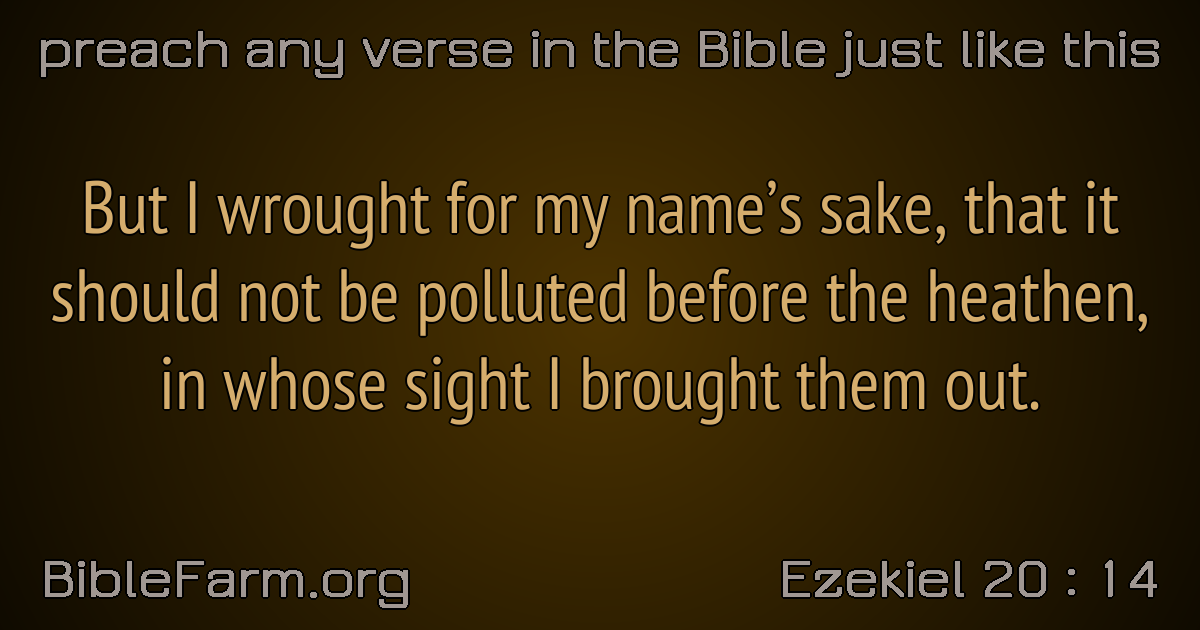 preach any verse in the Bible just like this
But I wrought for my name’s sake, that it
should not be polluted before the heathen,
in whose sight I brought them out.
BibleFarm.org
Ezekiel 20 : 14